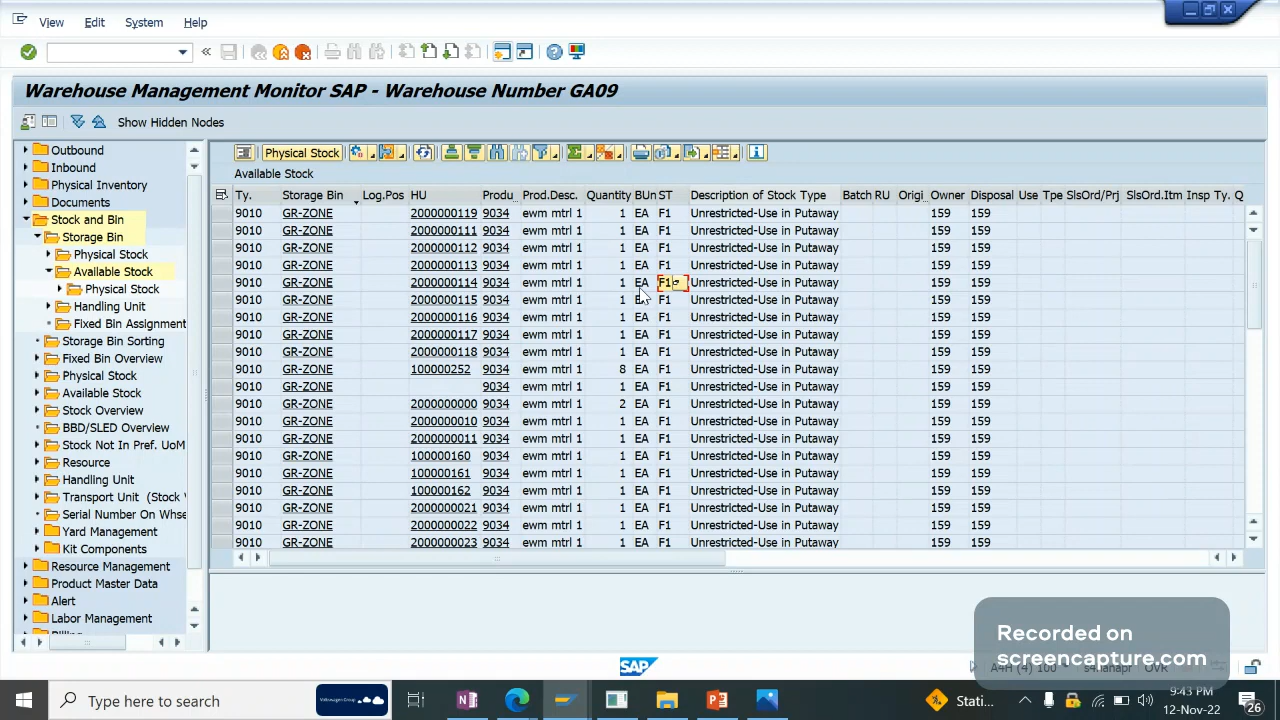 View Edit System Help
Warehouse Management Monitor SAP - Warehouse Number GA09
Show Hidden Nodes
Outbound
Inbound
Physical Inventory
Documents
Stock and Bin
Storage Bin
Physical Stock
Available Stock
Physical Stock
Handling Unit
Fixed Bin Assignment
Storage Bin Sorting
Fixed Bin Overview
Physical Stock
Available Stock
Stock Overview
BBD/SLED Overview
Stock Not In Pref. UoM
Resource
Handling Unit
Transport Unit (Stock
Serial Number On Whse
Yard Management
Kit Components
Resource Management
Product Master Data
Alert
Labor Management
Physical Stock
Available Stock
Ty. Storage Bin Log.Pos HU Produ Prod.Desc. Quantity BUn ST Description of Stock Type Batch RU Origi Owner Disposal Use Tpe SlsOrd/Prj SlsOrd.Itm Insp Ty. Q
9010 GR-ZONE 2000000119 9034 ewm mtrl 1 1 EA F1 Unrestricted-Use in Putaway 159 159
9010 GR-ZONE 2000000111 9034 ewm mtrl 1 1 EA F1 Unrestricted-Use in Putaway 159 159
9010 GR-ZONE 2000000112 9034 ewm mtrl 1 1 EA F1 Unrestricted-Use in Putaway 159 159
9010 GR-ZONE 2000000113 9034 ewm mtrl 1 1 EA F1 Unrestricted-Use in Putaway 159 159
9010 GR-ZONE 2000000114 9034 ewm mtrl 1 1 EA F1 Unrestricted-Use in Putaway 159 159
9010 GR-ZONE 2000000115 9034 ewm mtrl 1 1 EA F1 Unrestricted-Use in Putaway 159 159
9010 GR-ZONE 2000000116 9034 ewm mtrl 1 1 EA F1 Unrestricted-Use in Putaway 159 159
9010 GR-ZONE 2000000117 9034 ewm mtrl 1 1 EA F1 Unrestricted-Use in Putaway 159 159
9010 GR-ZONE 2000000118 9034 ewm mtrl 1 1 EA F1 Unrestricted-Use in Putaway 159 159
9010 GR-ZONE 100000252 9034 ewm mtrl 1 8 EA F1 Unrestricted-Use in Putaway 159 159
9010 GR-ZONE 9034 ewm mtrl 1 1 EA F1 Unrestricted-Use in Putaway 159 159
9010 GR-ZONE 2000000000 9034 ewm mtrl 1 2 EA F1 Unrestricted-Use in Putaway 159 159
9010 GR-ZONE 2000000010 9034 ewm mtrl 1 1 EA F1 Unrestricted-Use in Putaway 159 159
9010 GR-ZONE 2000000011 9034 ewm mtrl 1 1 EA F1 Unrestricted-Use in Putaway 159 159
9010 GR-ZONE 100000160 9034 ewm mtrl 1 1 EA F1 Unrestricted-Use in Putaway 159 159
9010 GR-ZONE 100000161 9034 ewm mtrl 1 1 EA F1 Unrestricted-Use in Putaway 159 159
9010 GR-ZONE 100000162 9034 ewm mtrl 1 1 EA F1 Unrestricted-Use in Putaway 159 159
9010 GR-ZONE 2000000021 9034 ewm mtrl 1 1 EA F1 Unrestricted-Use in Putaway 159 159
9010 GR-ZONE 2000000022 9034 ewm mtrl 1 1 EA F1 Unrestricted-Use in Putaway 159 159
9010 GR-ZONE 2000000023 9034 ewm mtrl 1 1 EA F1 Unrestricted-Use in Putaway 159 159
Recorded on
screencapture.com
SAP
OVR
Type here to search
Stati...
9:43 PM
12-Nov-22
26